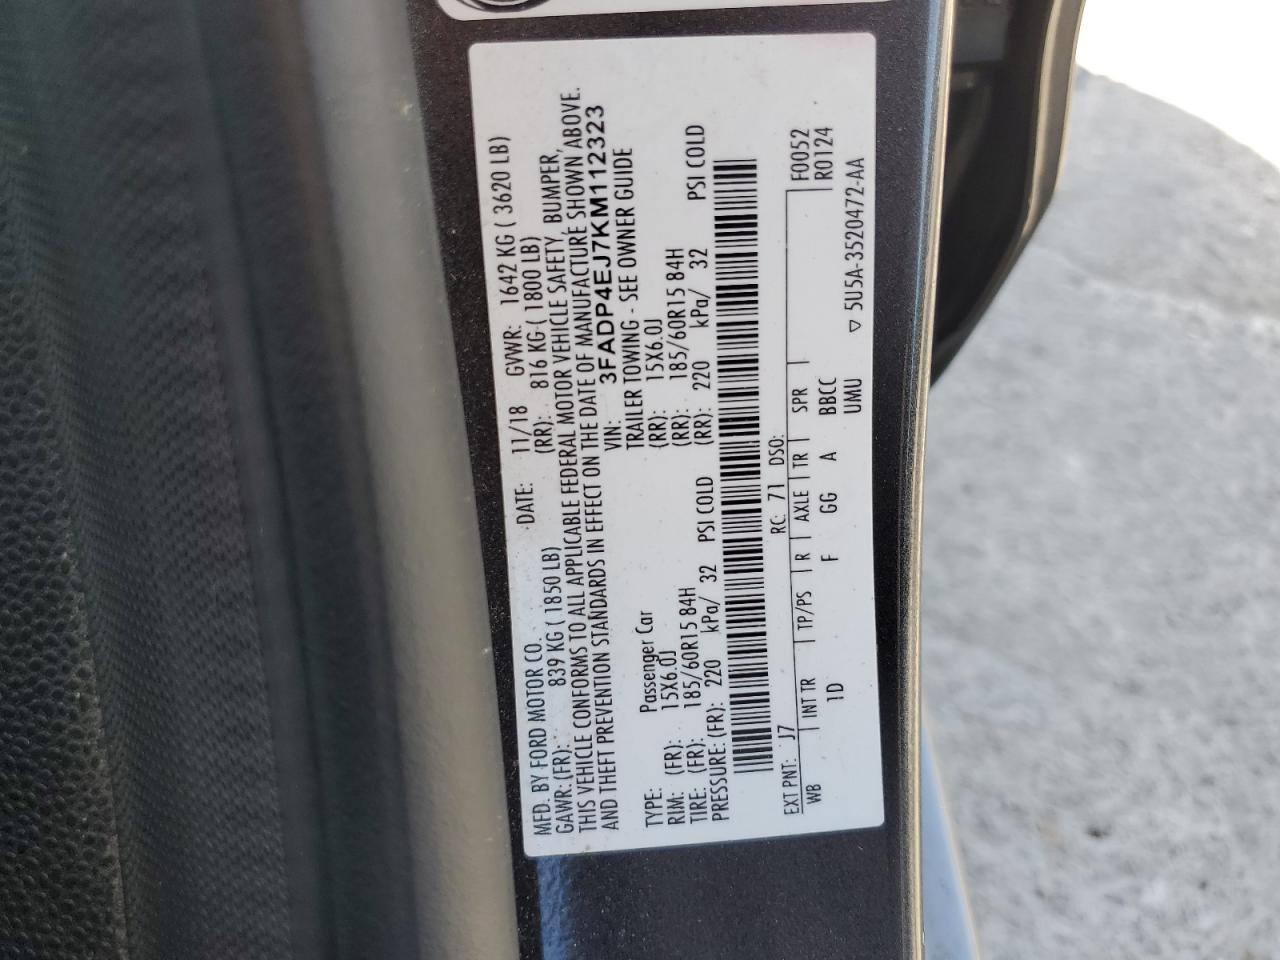 MFD. BY FORD MOTOR CO. DATE: 11/18 GVWR: 1642 KG ( 3620 LB)
GAWR: (FR): 839 KG ( 1850 LB) (RR): 816 KG ( 1800 LB)
THIS VEHICLE CONFORMS TO ALL APPLICABLE FEDERAL MOTOR VEHICLE SAFETY, BUMPER,
AND THEFT PREVENTION STANDARDS IN EFFECT ON THE DATE OF MANUFACTURE SHOWN ABOVE.
VIN: 3FADP4EJ7KM112323
TYPE: Passenger Car TRAILER TOWING - SEE OWNER GUIDE
RIM: (FR): 15X6.0J (RR): 15X6.0J
TIRE: (FR): 185/60R15 84H (RR): 185/60R15 84H
PRESSURE: (FR): 220 kPa/ 32 PSI COLD (RR): 220 kPa/ 32 PSI COLD
EXT PNT: J7 RC: 71 DSO: F0052
WB INT TR TP/PS R AXLE TR SPR R0124
1D F GG A BBCC
UMU ▽ 5U5A-3520472-AA